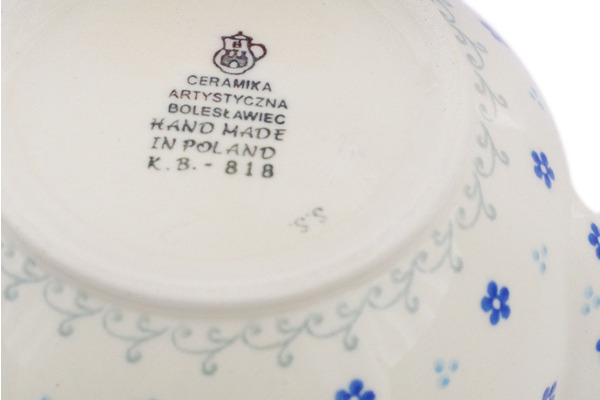 CERAMIKA
ARTYSTYCZNA
BOLESŁAWIEC
HAND MADE
IN POLAND
K.B.-818
S.S.